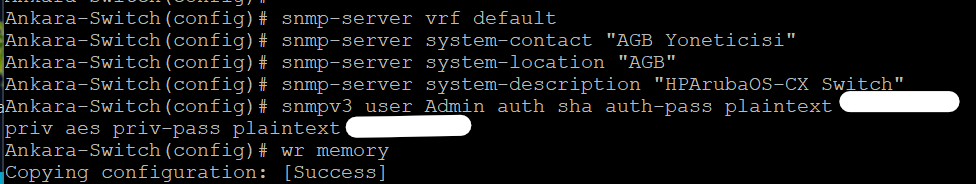 Ankara-Switch(config)# snmp-server vrf default
Ankara-Switch(config)# snmp-server system-contact "AGB Yoneticisi"
Ankara-Switch(config)# snmp-server system-location "AGB"
Ankara-Switch(config)# snmp-server system-description "HPArubaOS-CX Switch"
Ankara-Switch(config)# snmpv3 user Admin auth sha auth-pass plaintext
priv aes priv-pass plaintext
Ankara-Switch(config)# wr memory
Copying configuration: [Success]